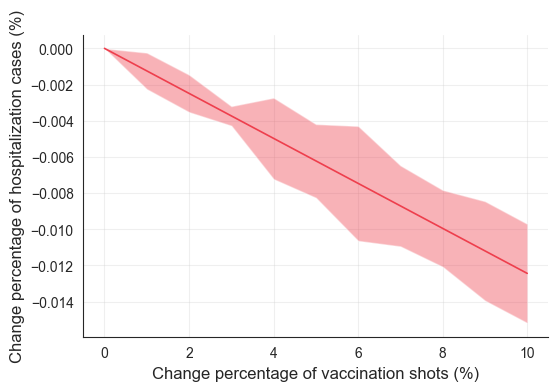 Change percentage of hospitalization cases (%)
0.000
−0.002
−0.004
−0.006
−0.008
−0.010
−0.012
−0.014
0 2 4 6 8 10
Change percentage of vaccination shots (%)